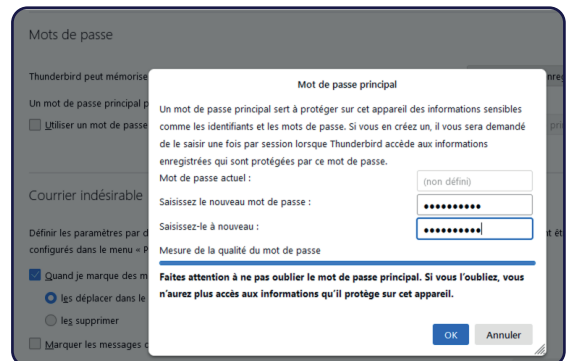 Mots de passe
Thunderbird peut mémorise
Un mot de passe principal p
Utiliser un mot de passe
Mot de passe principal
Un mot de passe principal sert à protéger sur cet appareil des informations sensibles
comme les identifiants et les mots de passe. Si vous en créez un, il vous sera demandé
de le saisir une fois par session lorsque Thunderbird accède aux informations
enregistrées qui sont protégées par ce mot de passe.
Mot de passe actuel :
(non défini)
Saisissez le nouveau mot de passe :
●●●●●●●●●●
Saisissez-le à nouveau :
●●●●●●●●●●
Mesure de la qualité du mot de passe
Faites attention à ne pas oublier le mot de passe principal. Si vous l’oubliez, vous
n’aurez plus accès aux informations qu’il protège sur cet appareil.
OK
Annuler
Courrier indésirable
Définir les paramètres par d
configurés dans le menu « P
Quand je marque des m
les déplacer dans le
les supprimer
Marquer les messages c